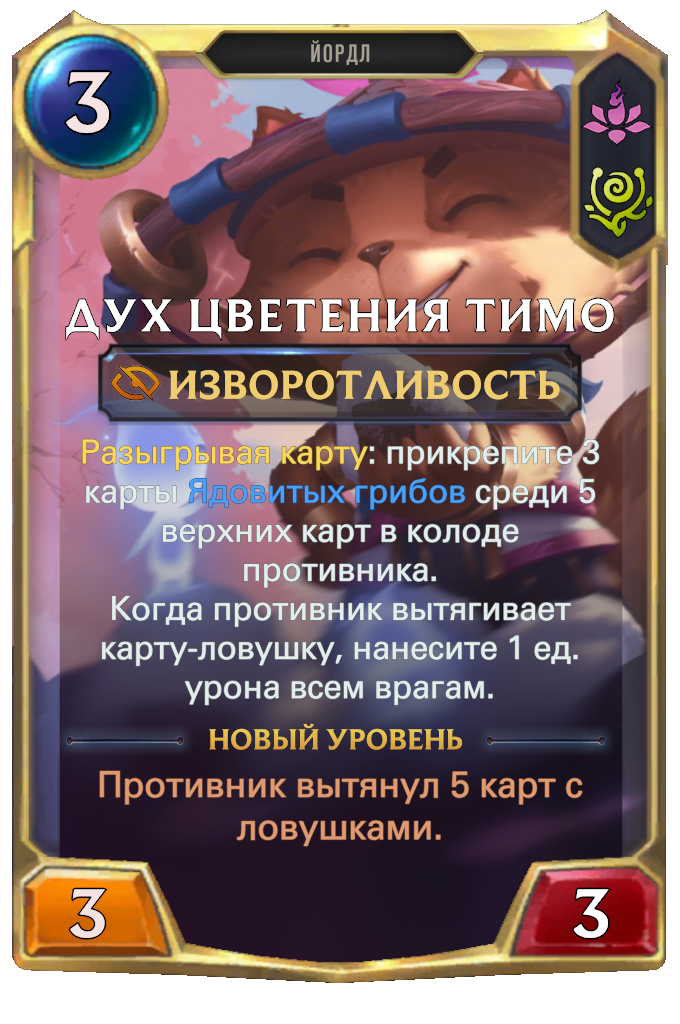 ЙОРДЛ
3
ДУХ ЦВЕТЕНИЯ ТИМО
ИЗВОРОТЛИВОСТЬ
Разыгрывая карту: прикрепите 3
карты Ядовитых грибов среди 5
верхних карт в колоде
противника.
Когда противник вытягивает
карту-ловушку, нанесите 1 ед.
урона всем врагам.
НОВЫЙ УРОВЕНЬ
Противник вытянул 5 карт с
ловушками.
3
3